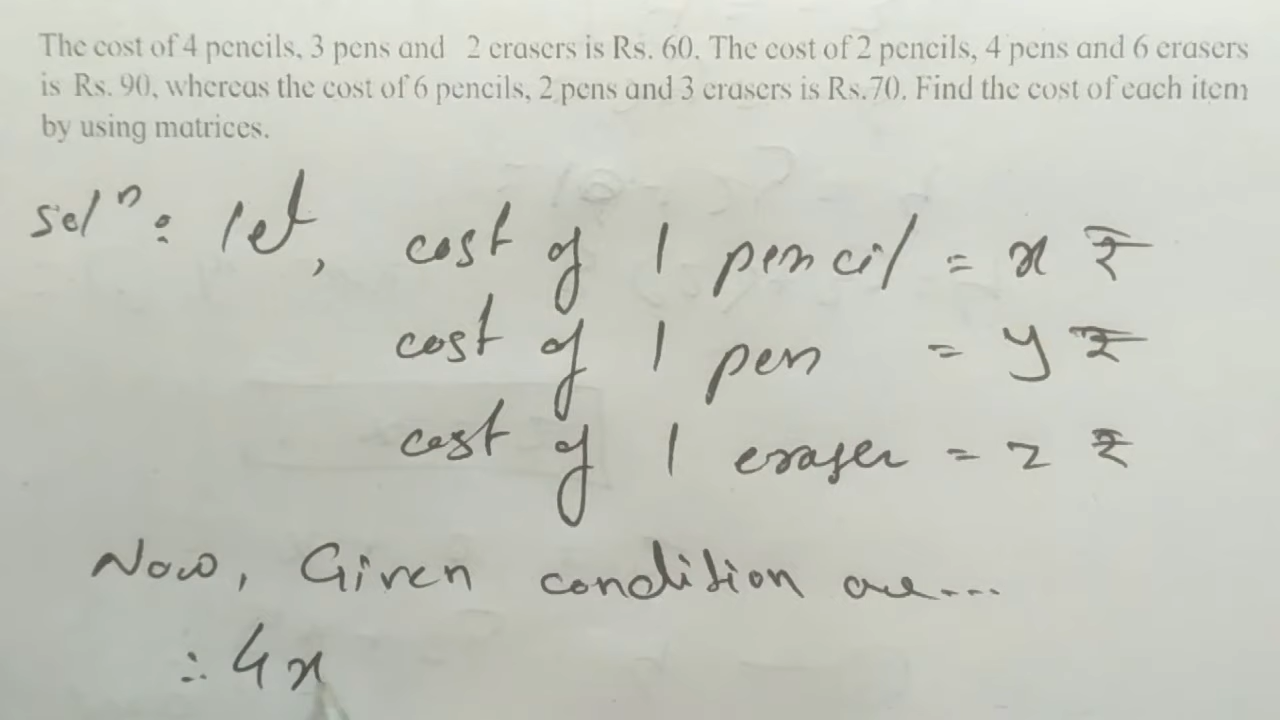 The cost of 4 pencils, 3 pens and 2 erasers is Rs. 60. The cost of 2 pencils, 4 pens and 6 erasers
is Rs. 90, whereas the cost of 6 pencils, 2 pens and 3 erasers is Rs.70. Find the cost of each item
by using matrices.
Solⁿ: let, cost of 1 pencil = x ₹
cost of 1 pen = y ₹
cost of 1 eraser = z ₹
Now, Given condition are...
∴ 4x